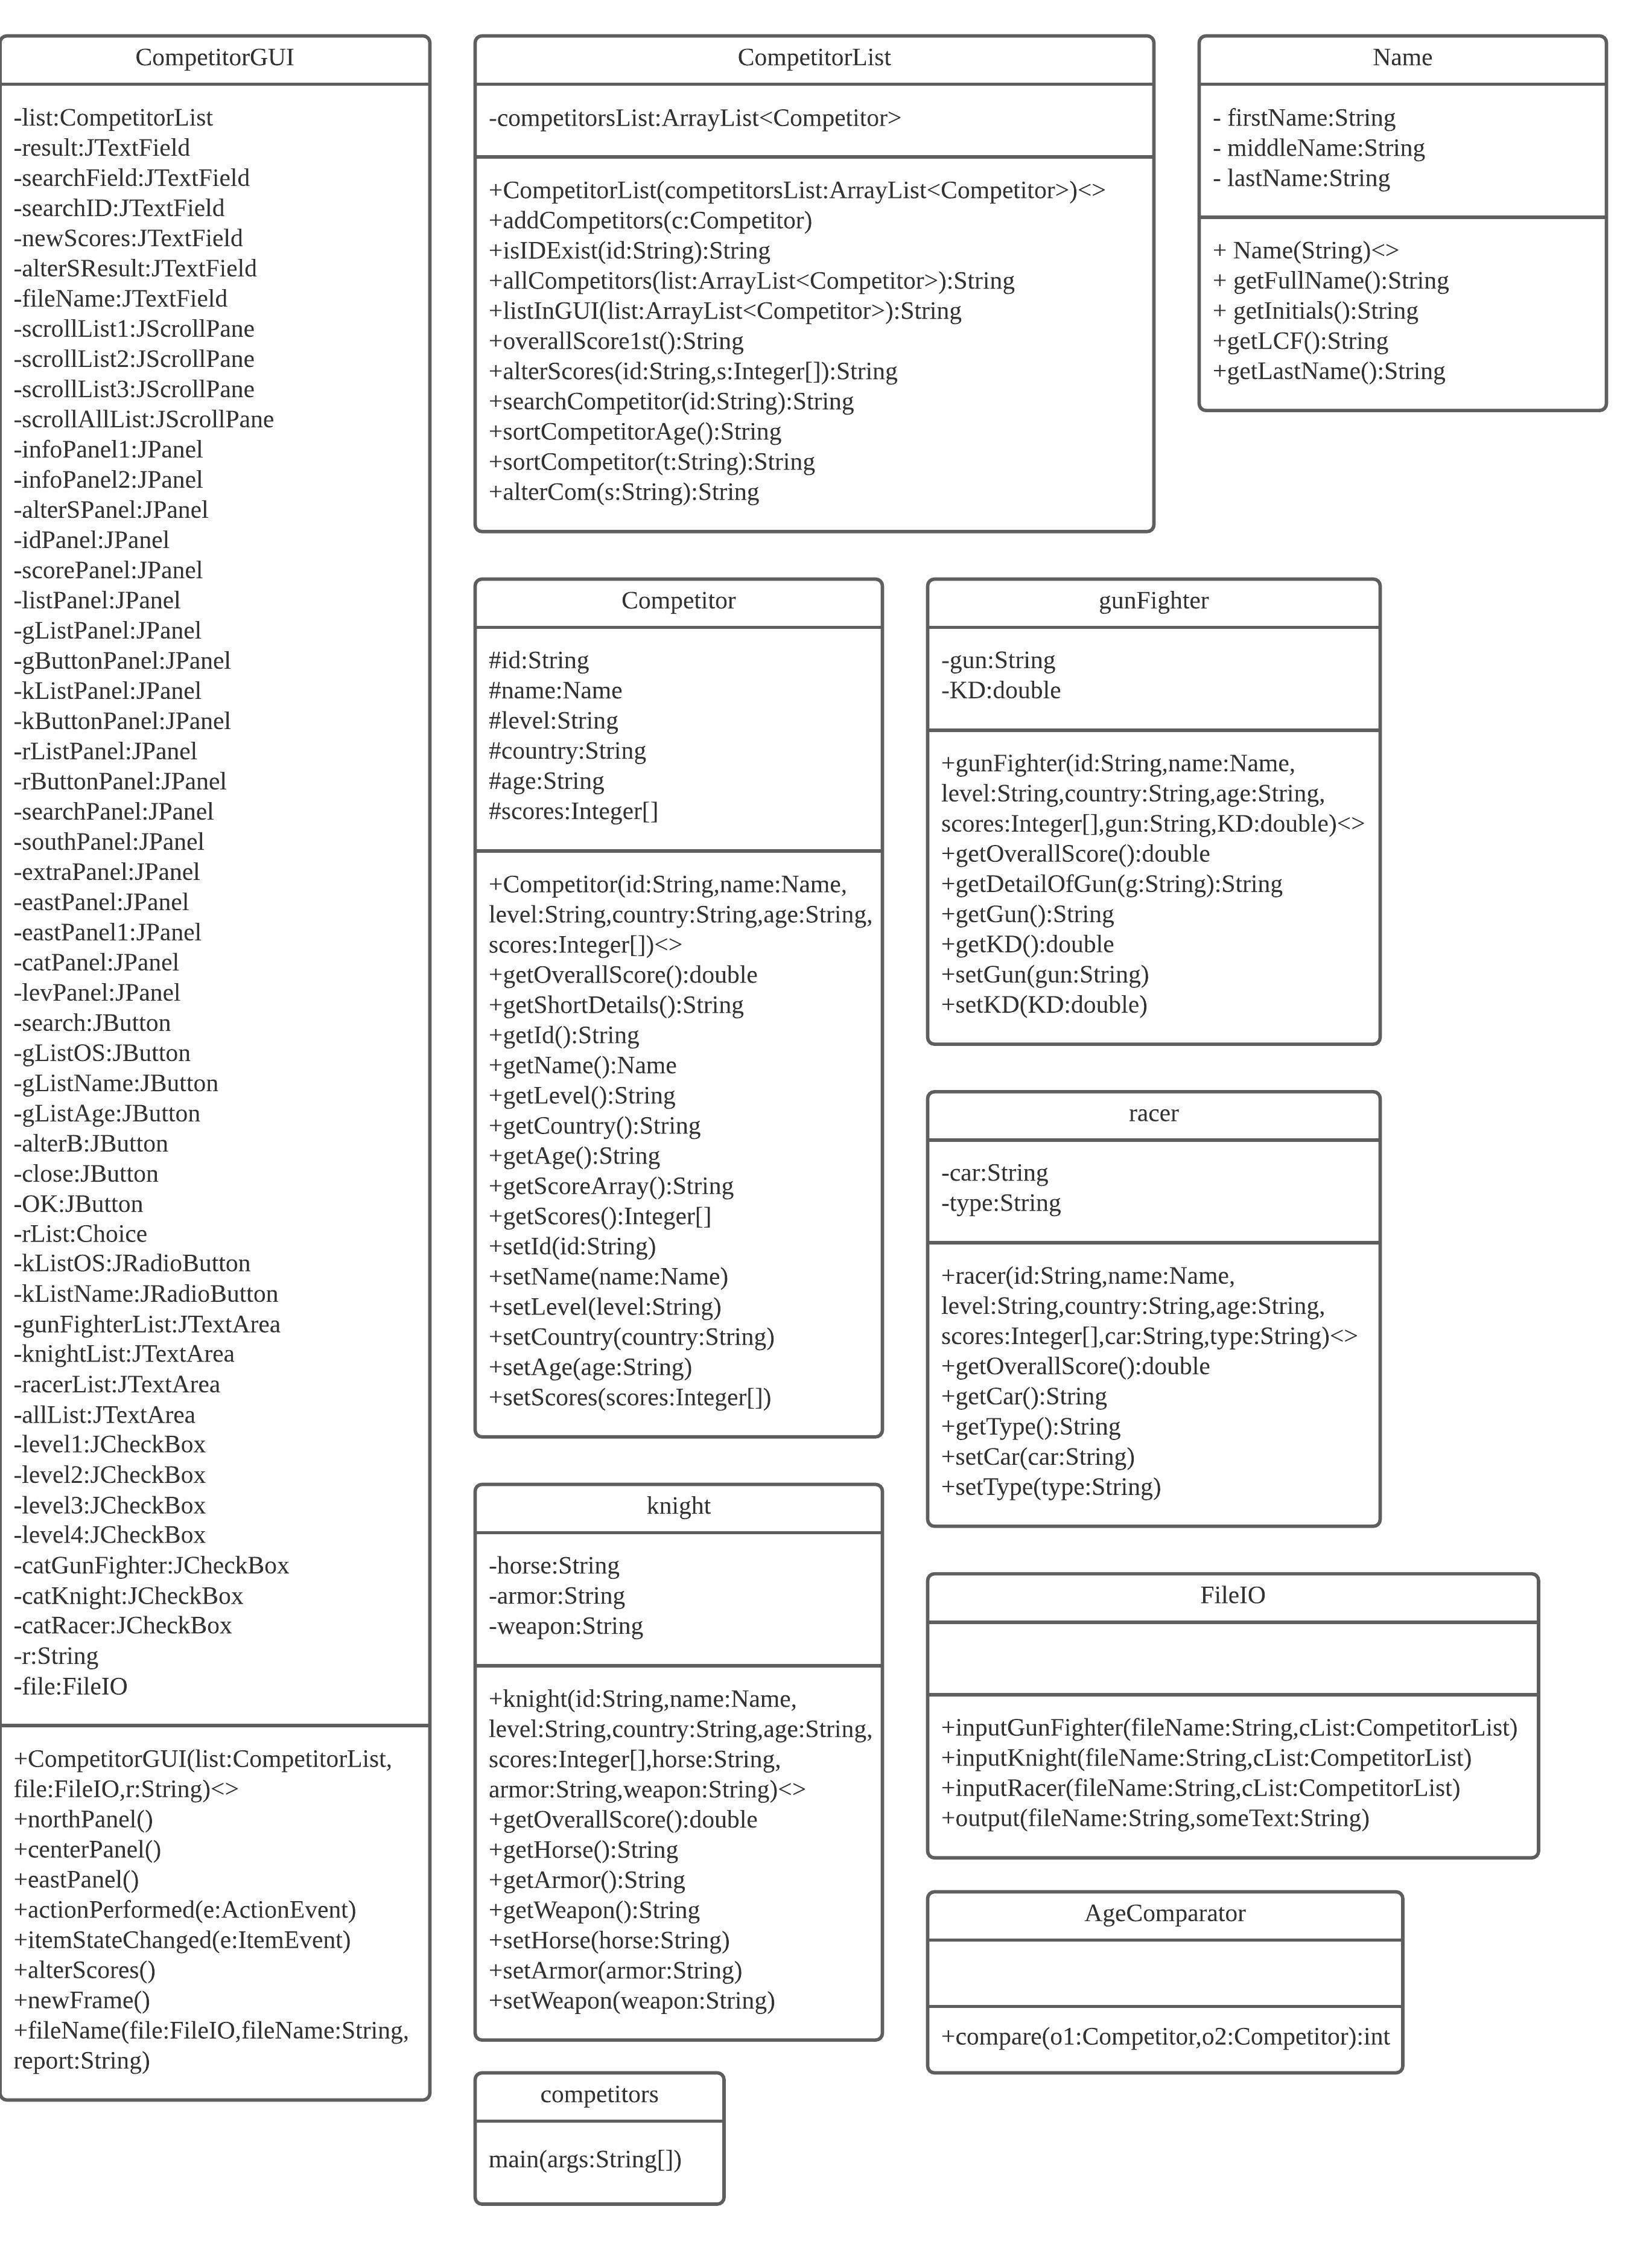 CompetitorGUI
-list:CompetitorList
-result:JTextField
-searchField:JTextField
-searchID:JTextField
-newScores:JTextField
-alterSResult:JTextField
-fileName:JTextField
-scrollList1:JScrollPane
-scrollList2:JScrollPane
-scrollList3:JScrollPane
-scrollAllList:JScrollPane
-infoPanel1:JPanel
-infoPanel2:JPanel
-alterSPanel:JPanel
-idPanel:JPanel
-scorePanel:JPanel
-listPanel:JPanel
-gListPanel:JPanel
-gButtonPanel:JPanel
-kListPanel:JPanel
-kButtonPanel:JPanel
-rListPanel:JPanel
-rButtonPanel:JPanel
-searchPanel:JPanel
-southPanel:JPanel
-extraPanel:JPanel
-eastPanel:JPanel
-eastPanel1:JPanel
-catPanel:JPanel
-levPanel:JPanel
-search:JButton
-gListOS:JButton
-gListName:JButton
-gListAge:JButton
-alterB:JButton
-close:JButton
-OK:JButton
-rList:Choice
-kListOS:JRadioButton
-kListName:JRadioButton
-gunFighterList:JTextArea
-knightList:JTextArea
-racerList:JTextArea
-allList:JTextArea
-level1:JCheckBox
-level2:JCheckBox
-level3:JCheckBox
-level4:JCheckBox
-catGunFighter:JCheckBox
-catKnight:JCheckBox
-catRacer:JCheckBox
-r:String
-file:FileIO
+CompetitorGUI(list:CompetitorList,
file:FileIO,r:String)<>
+northPanel()
+centerPanel()
+eastPanel()
+actionPerformed(e:ActionEvent)
+itemStateChanged(e:ItemEvent)
+alterScores()
+newFrame()
+fileName(file:FileIO,fileName:String,
report:String)
CompetitorList
-competitorsList:ArrayList<Competitor>
+CompetitorList(competitorsList:ArrayList<Competitor>)<>
+addCompetitors(c:Competitor)
+isIDExist(id:String):String
+allCompetitors(list:ArrayList<Competitor>):String
+listInGUI(list:ArrayList<Competitor>):String
+overallScore1st():String
+alterScores(id:String,s:Integer[]):String
+searchCompetitor(id:String):String
+sortCompetitorAge():String
+sortCompetitor(t:String):String
+alterCom(s:String):String
Name
- firstName:String
- middleName:String
- lastName:String
+ Name(String)<>
+ getFullName():String
+ getInitials():String
+getLCF():String
+getLastName():String
Competitor
#id:String
#name:Name
#level:String
#country:String
#age:String
#scores:Integer[]
+Competitor(id:String,name:Name,
level:String,country:String,age:String,
scores:Integer[])<>
+getOverallScore():double
+getShortDetails():String
+getId():String
+getName():Name
+getLevel():String
+getCountry():String
+getAge():String
+getScoreArray():String
+getScores():Integer[]
+setId(id:String)
+setName(name:Name)
+setLevel(level:String)
+setCountry(country:String)
+setAge(age:String)
+setScores(scores:Integer[])
gunFighter
-gun:String
-KD:double
+gunFighter(id:String,name:Name,
level:String,country:String,age:String,
scores:Integer[],gun:String,KD:double)<>
+getOverallScore():double
+getDetailOfGun(g:String):String
+getGun():String
+getKD():double
+setGun(gun:String)
+setKD(KD:double)
racer
-car:String
-type:String
+racer(id:String,name:Name,
level:String,country:String,age:String,
scores:Integer[],car:String,type:String)<>
+getOverallScore():double
+getCar():String
+getType():String
+setCar(car:String)
+setType(type:String)
knight
-horse:String
-armor:String
-weapon:String
+knight(id:String,name:Name,
level:String,country:String,age:String,
scores:Integer[],horse:String,
armor:String,weapon:String)<>
+getOverallScore():double
+getHorse():String
+getArmor():String
+getWeapon():String
+setHorse(horse:String)
+setArmor(armor:String)
+setWeapon(weapon:String)
FileIO
+inputGunFighter(fileName:String,cList:CompetitorList)
+inputKnight(fileName:String,cList:CompetitorList)
+inputRacer(fileName:String,cList:CompetitorList)
+output(fileName:String,someText:String)
AgeComparator
+compare(o1:Competitor,o2:Competitor):int
competitors
main(args:String[])